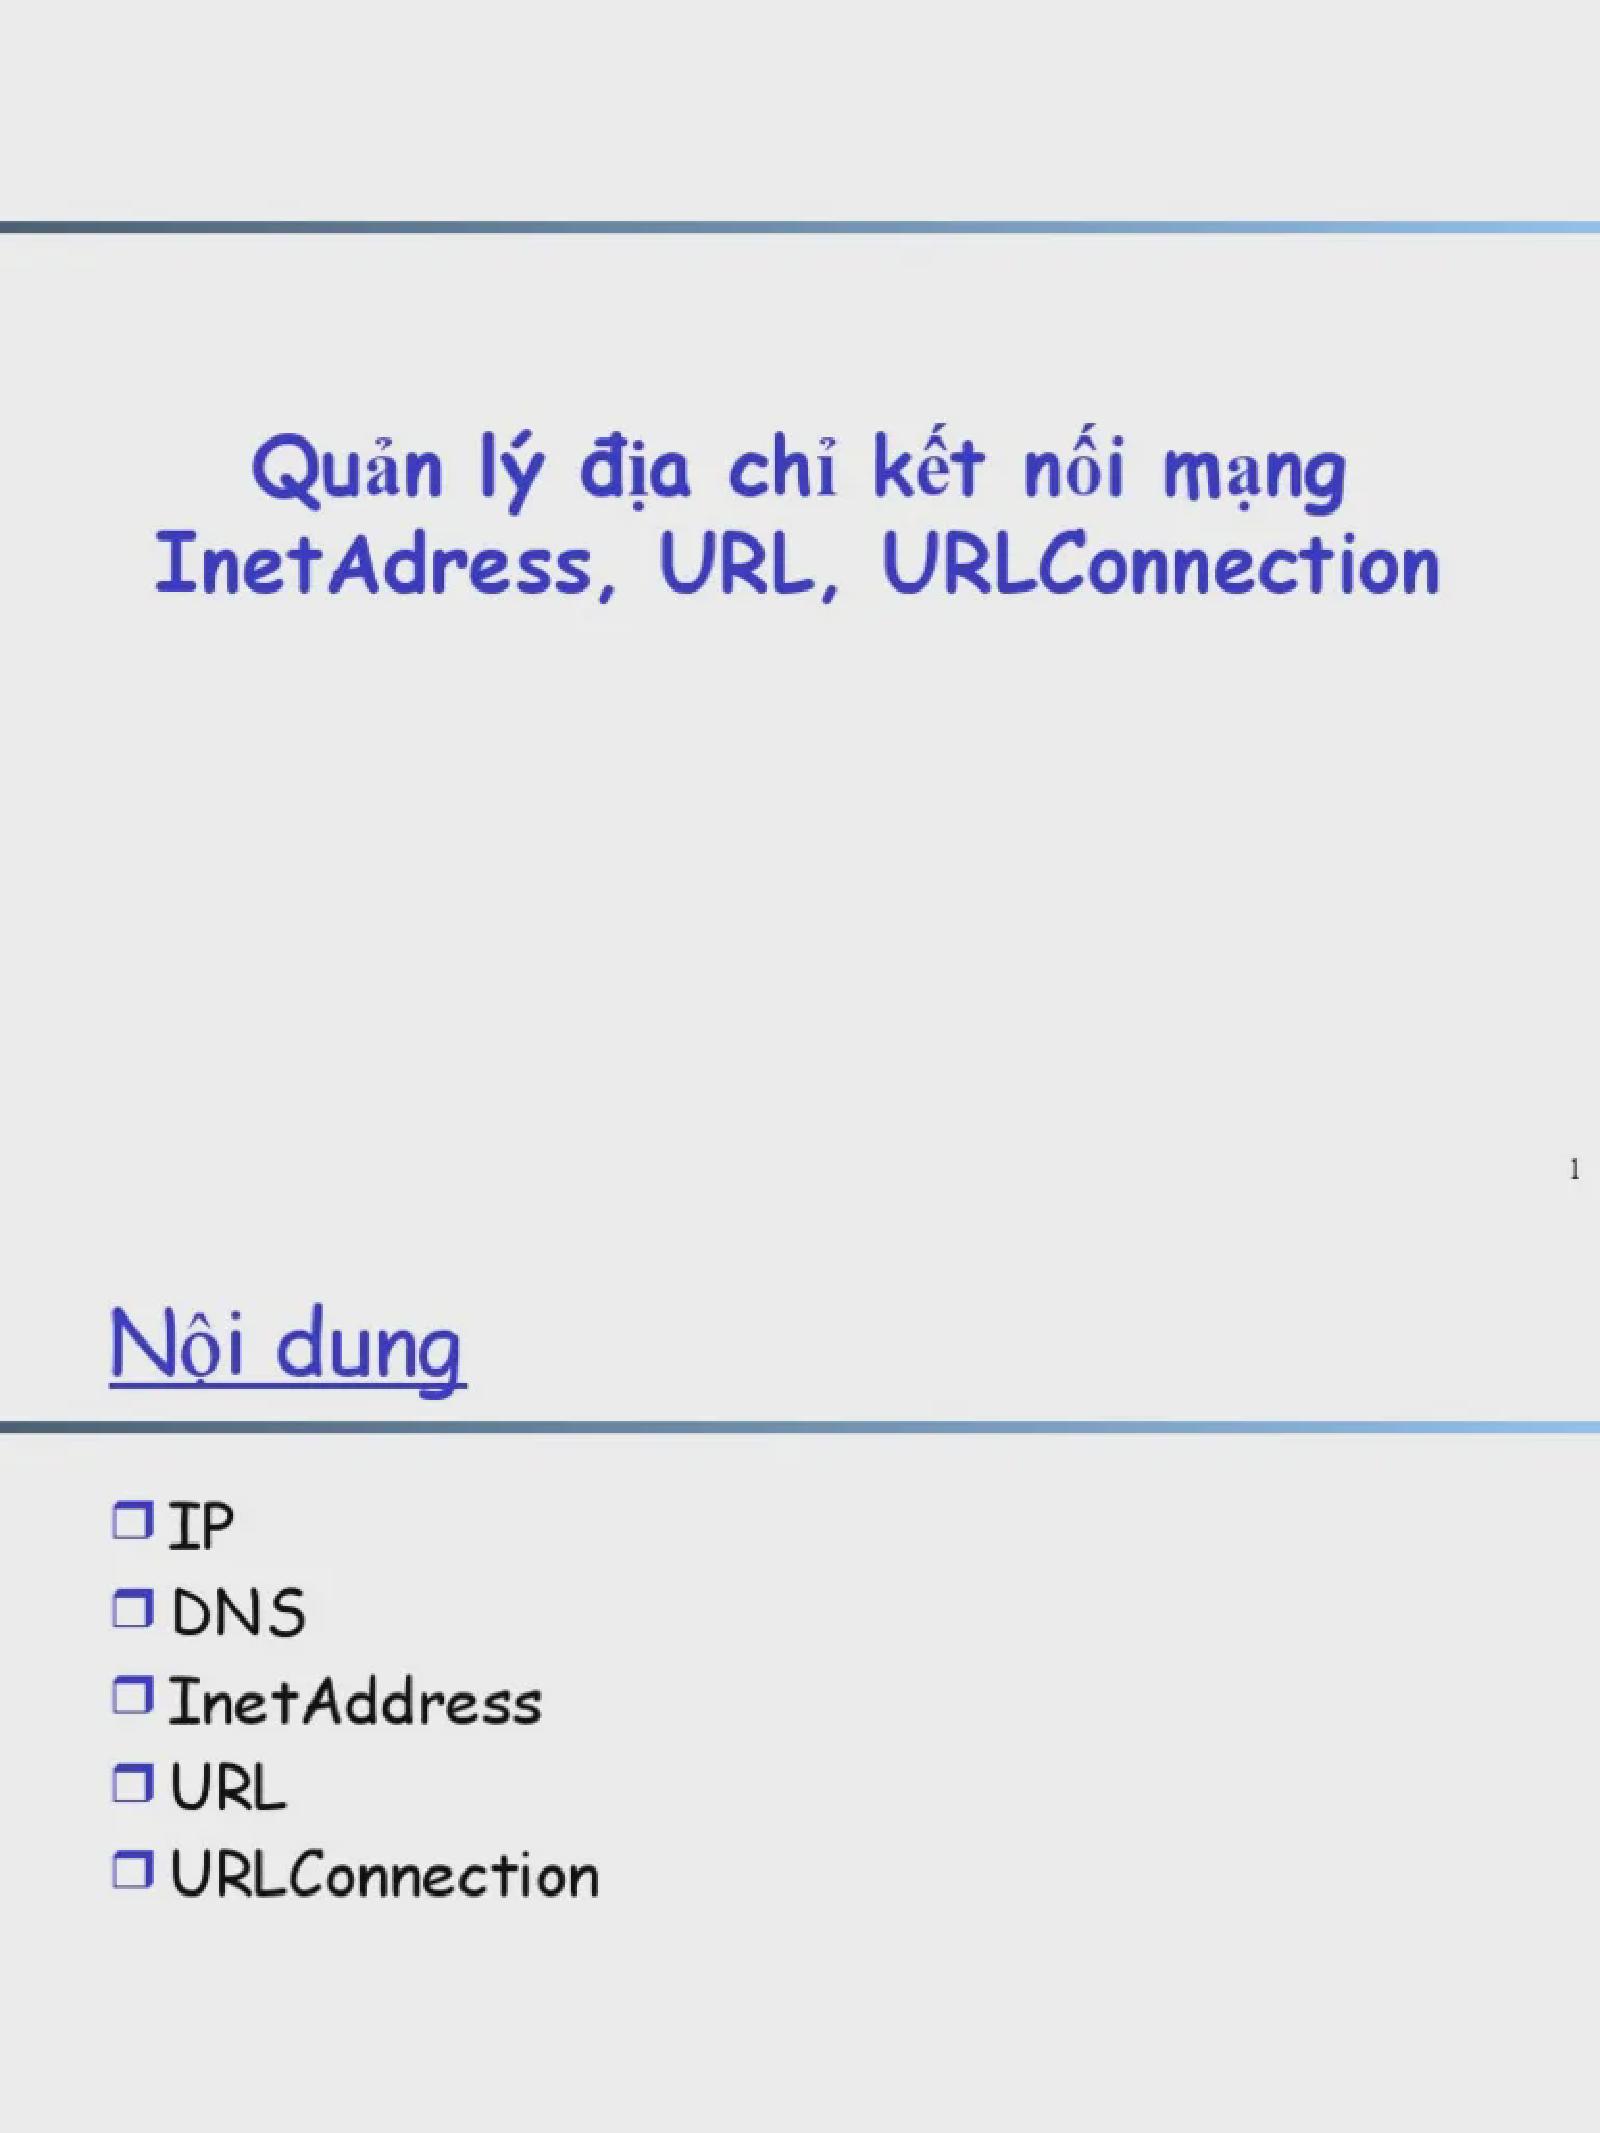 Quản lý địa chỉ kết nối mạng
InetAdress, URL, URLConnection
1
Nội dung
IP
DNS
InetAddress
URL
URLConnection